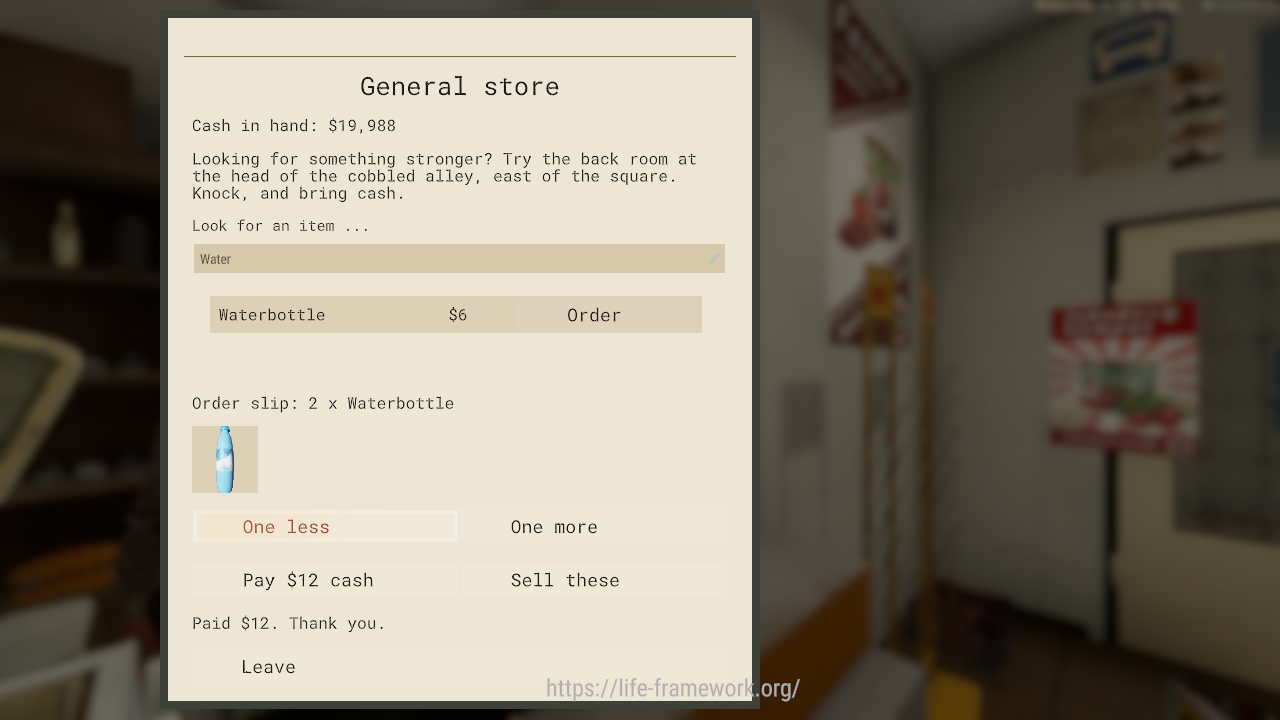 General store
Cash in hand: $19,988
Looking for something stronger? Try the back room at
the head of the cobbled alley, east of the square.
Knock, and bring cash.
Look for an item ...
Water
Waterbottle $6 Order
Order slip: 2 x Waterbottle
One less One more
Pay $12 cash Sell these
Paid $12. Thank you.
Leave
https://life-framework.org/